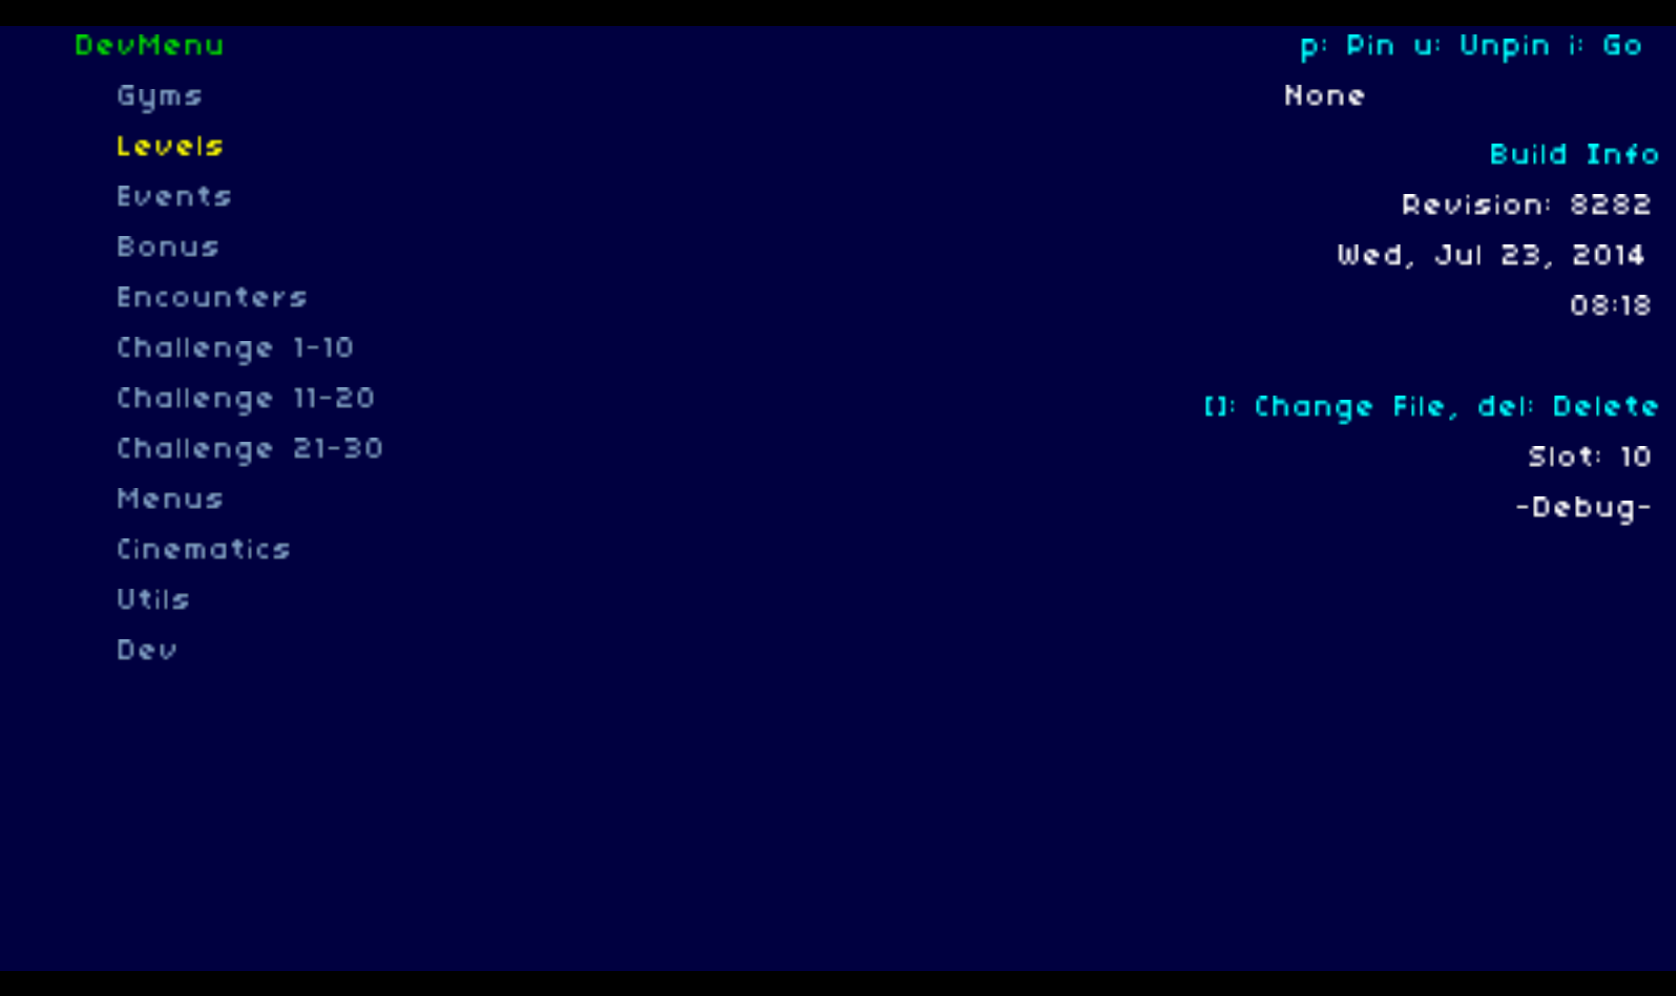 DevMenu
Gyms
Levels
Events
Bonus
Encounters
Challenge 1-10
Challenge 11-20
Challenge 21-30
Menus
Cinematics
Utils
Dev
p: Pin u: Unpin i: Go
None
Build Info
Revision: 8282
Wed, Jul 23, 2014
08:18
[]: Change File, del: Delete
Slot: 10
-Debug-